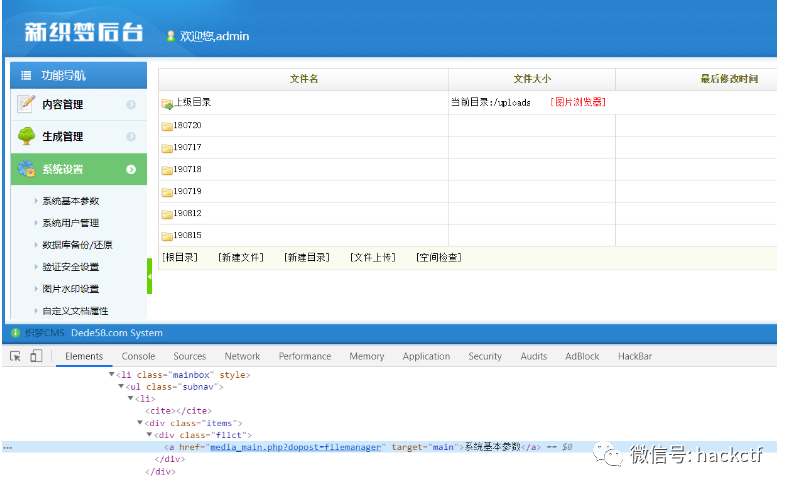 新织梦后台 欢迎您,admin
功能导航
内容管理
生成管理
系统设置
系统基本参数
系统用户管理
数据库备份/还原
验证安全设置
图片水印设置
自定义文档属性
文件名 文件大小 最后修改时间
上级目录 当前目录:/uploads [图片浏览器]
180720
190717
190718
190719
190812
190815
[根目录] [新建文件] [新建目录] [文件上传] [空间检查]
织梦CMS Dede58.com System
Elements Console Sources Network Performance Memory Application Security Audits AdBlock HackBar
<li class="mainbox" style>
<ul class="subnav">
<li>
<cite></cite>
<div class="items">
<div class="fllct">
<a href="media_main.php?dopost=filemanager" target="main">系统基本参数</a> == $0
</div>
</div>
微信号: hackctf